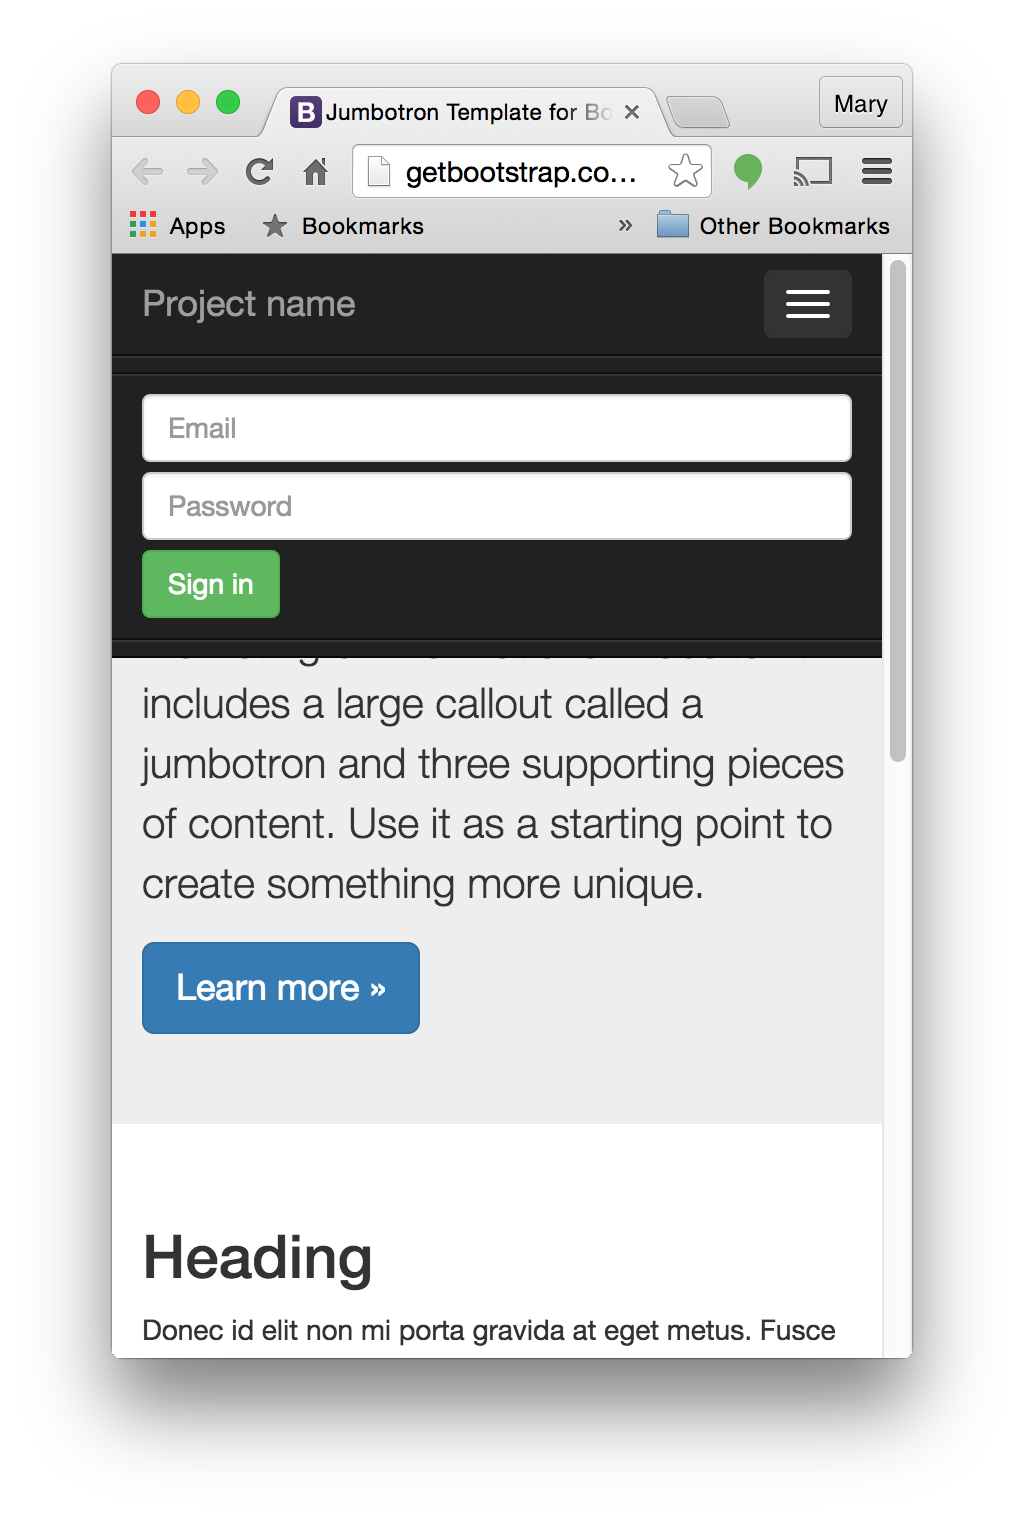 B Jumbotron Template for Bo
Mary
getbootstrap.co...
Apps
Bookmarks
»
Other Bookmarks
Project name
Email
Password
Sign in
includes a large callout called a
jumbotron and three supporting pieces
of content. Use it as a starting point to
create something more unique.
Learn more »
Heading
Donec id elit non mi porta gravida at eget metus. Fusce